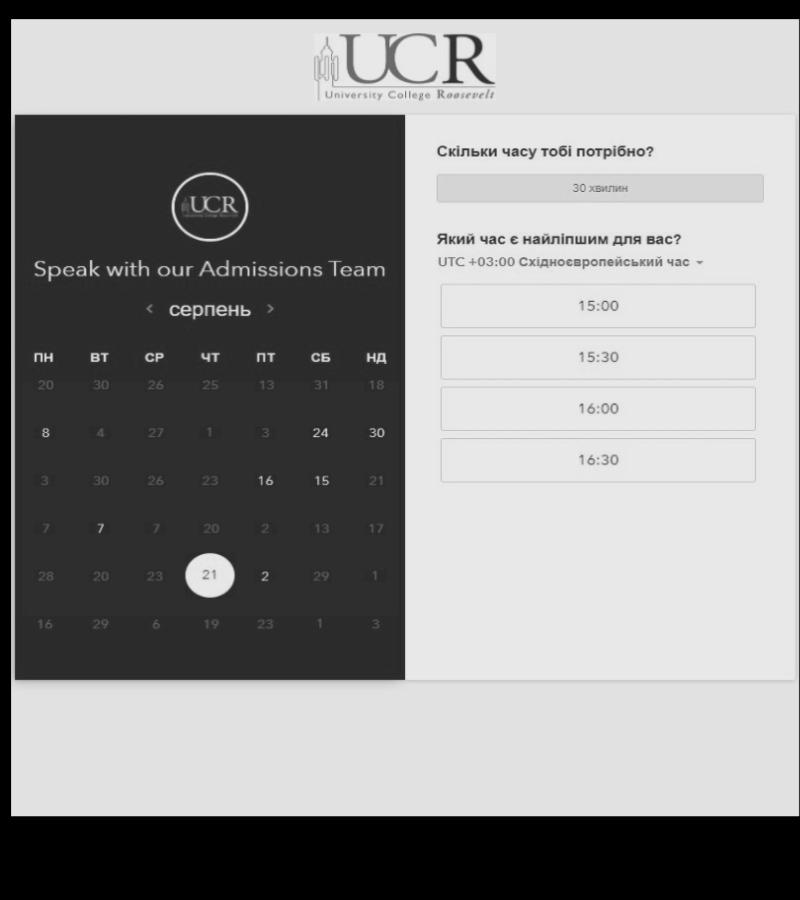 UCR
University College Roosevelt
UCR
Speak with our Admissions Team
серпень
ПН ВТ СР ЧТ ПТ СБ НД
20 30 26 25 13 31 18
8 4 27 1 3 24 30
3 30 26 23 16 15 21
7 7 7 20 2 13 17
28 20 23 21 2 29 1
16 29 6 19 23 1 3
Скільки часу тобі потрібно?
30 хвилин
Який час є найліпшим для вас?
UTC +03:00 Східноєвропейський час
15:00
15:30
16:00
16:30